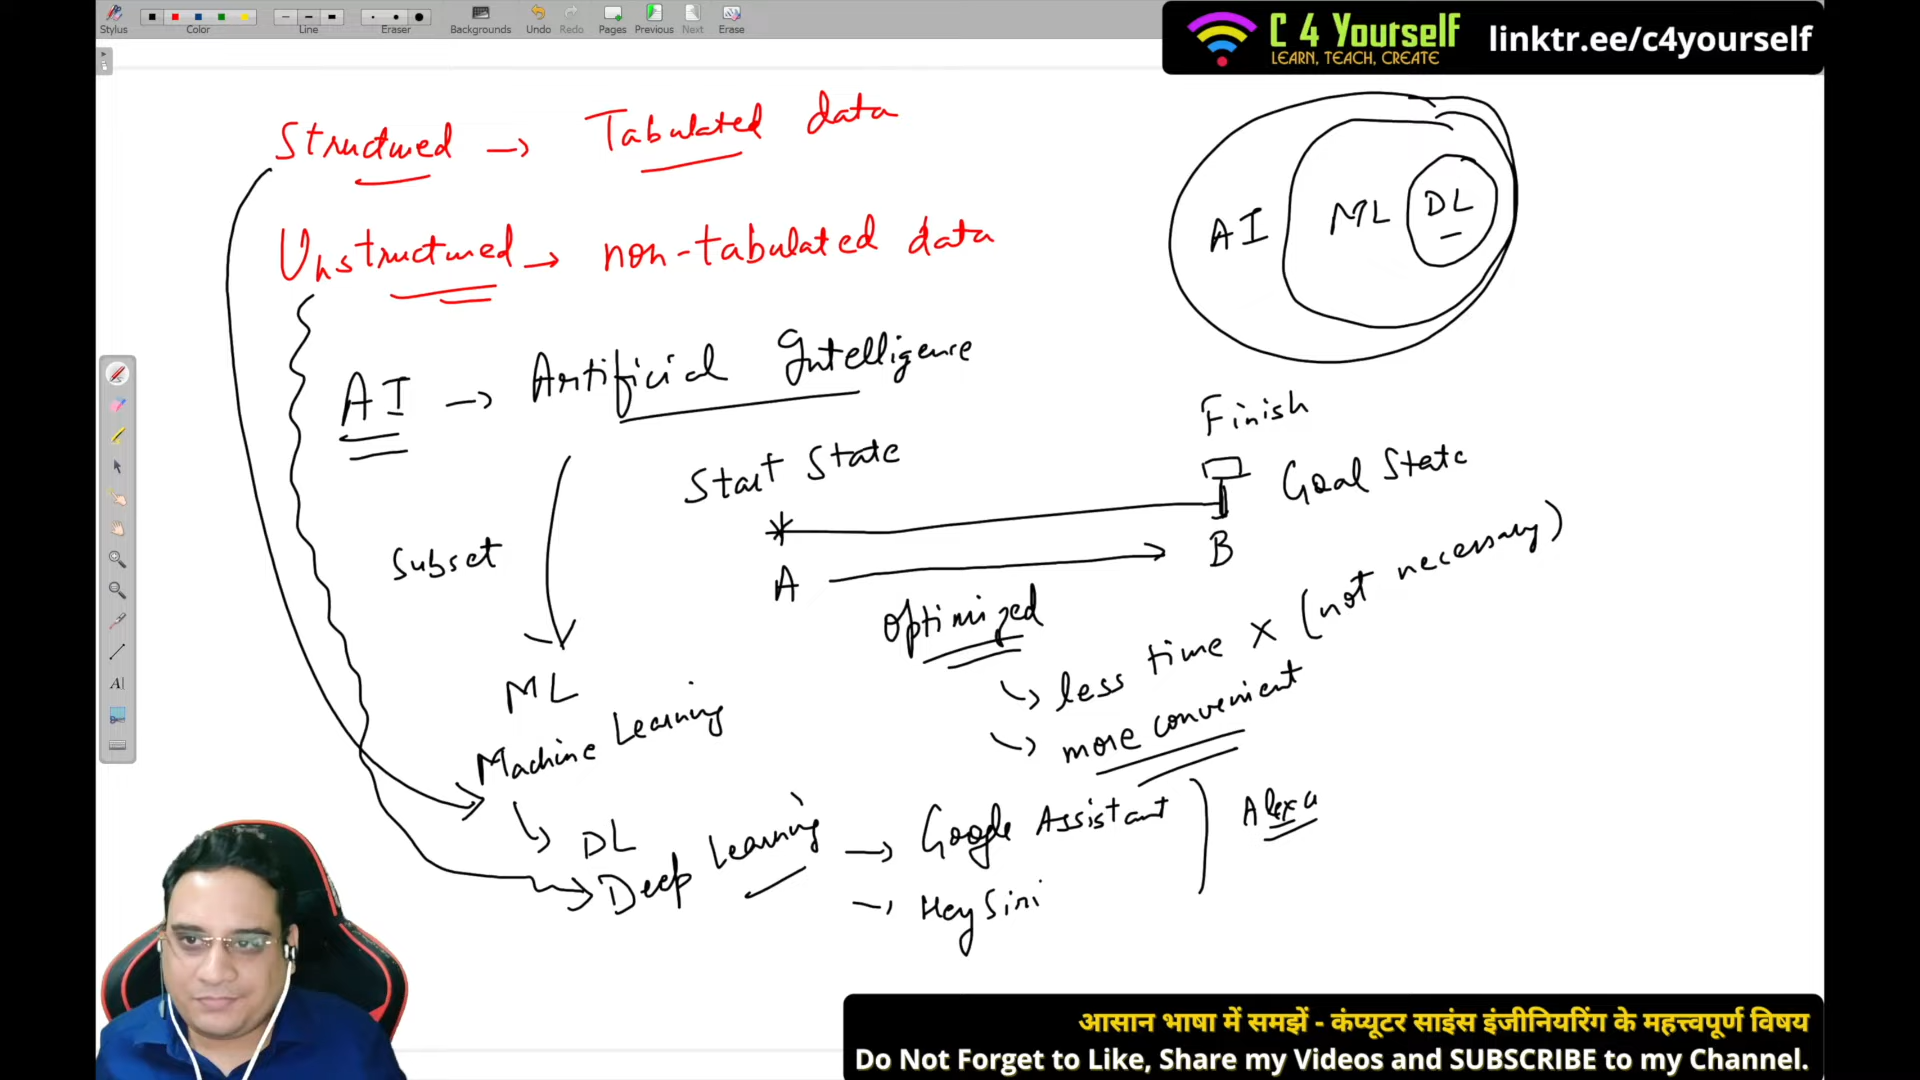 Stylus Color Line Eraser Backgrounds Undo Redo Pages Previous Next Erase
C 4 Yourself
LEARN, TEACH, CREATE
linktr.ee/c4yourself
Structured → Tabulated data
Unstructured → non-tabulated data
AI ML DL
AI → Artificial Intelligence
Finish
Start State
Goal State
Subset
A
B
Optimized
less time X (not necessary)
more convenient
ML
Machine Learning
DL
Deep Learning → Google Assistant
Alexa
→ Hey Siri
आसान भाषा में समझें - कंप्यूटर साइंस इंजीनियरिंग के महत्त्वपूर्ण विषय
Do Not Forget to Like, Share my Videos and SUBSCRIBE to my Channel.